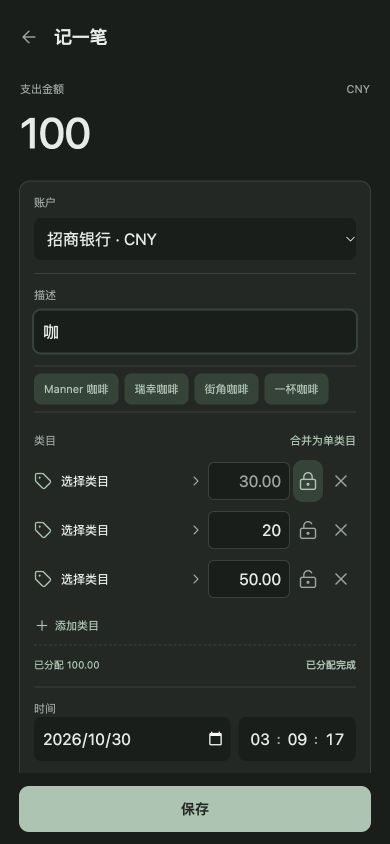 记一笔
支出金额 CNY
100
账户
招商银行 · CNY
描述
咖
Manner 咖啡 瑞幸咖啡 街角咖啡 一杯咖啡
类目 合并为单类目
选择类目 30.00
选择类目 20
选择类目 50.00
添加类目
已分配 100.00 已分配完成
时间
2026/10/30 03 : 09 : 17
保存